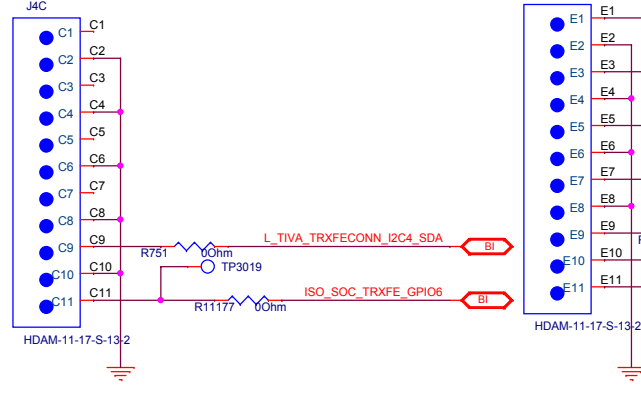 J4C
C1 C1
C2 C2
C3 C3
C4 C4
C5 C5
C6 C6
C7 C7
C8 C8
C9 C9
C10 C10
C11 C11
HDAM-11-17-S-13-2
R751 0Ohm
L_TIVA_TRXFECONN_I2C4_SDA
BI
TP3019
R11177 0Ohm
ISO_SOC_TRXFE_GPIO6
BI
E1 E1
E2 E2
E3 E3
E4 E4
E5 E5
E6 E6
E7 E7
E8 E8
E9 E9
E10 E10
E11 E11
HDAM-11-17-S-13-2